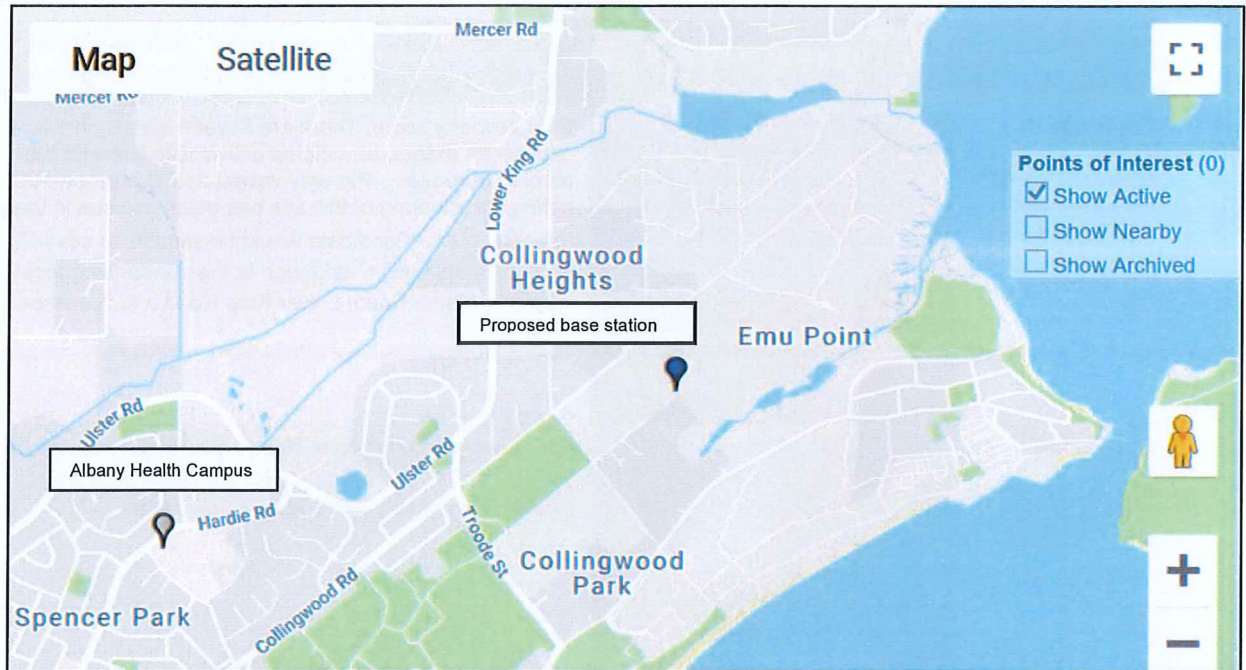 Map Satellite
Mercer Rd
Mercer Rd
Lower King Rd
Points of Interest (0)
Show Active
Show Nearby
Show Archived
Collingwood
Heights
Proposed base station
Emu Point
Ulster Rd
Ulster Rd
Albany Health Campus
Hardie Rd
Troode St
Collingwood
Park
Collingwood Rd
Spencer Park
+
−